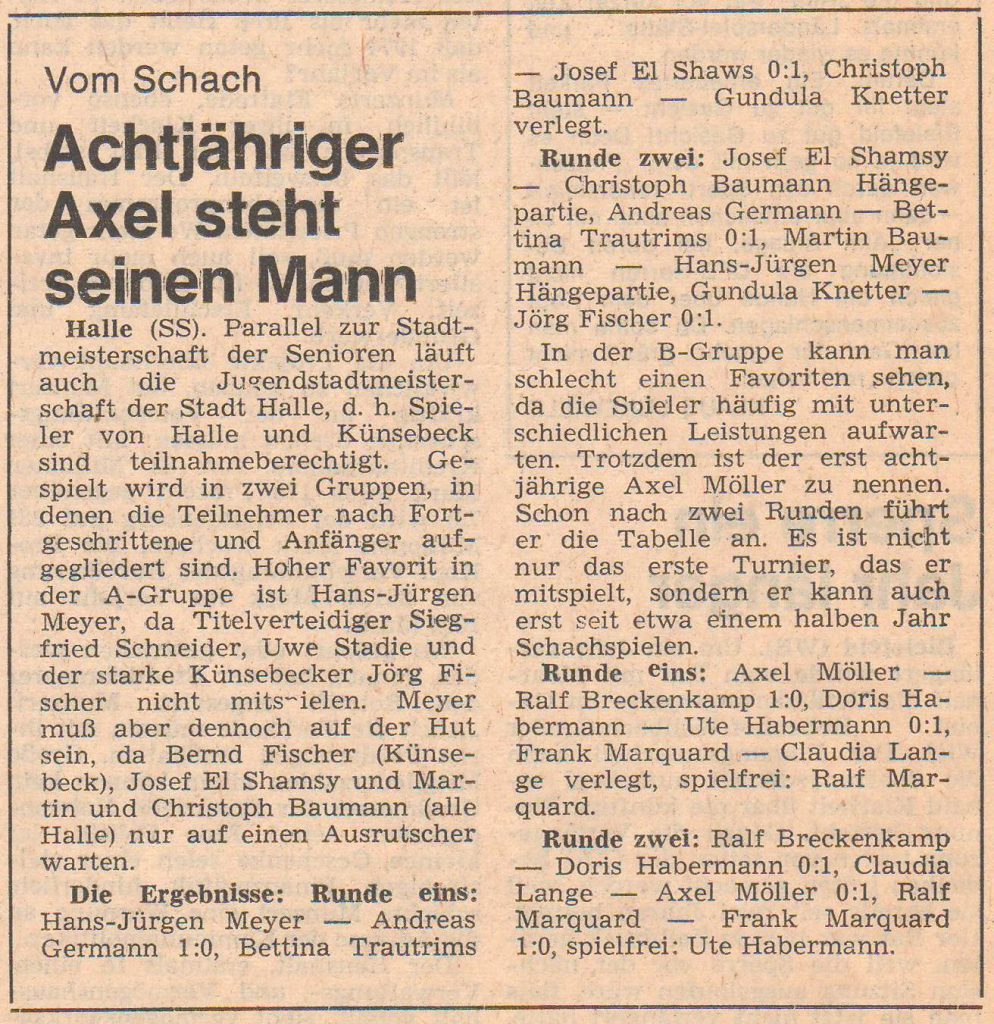 Vom Schach
Achtjähriger
Axel steht
seinen Mann
Halle (SS). Parallel zur Stadt-
meisterschaft der Senioren läuft
auch die Jugendstadtmeister-
schaft der Stadt Halle, d. h. Spie-
ler von Halle und Künsebeck
sind teilnahmeberechtigt. Ge-
spielt wird in zwei Gruppen, in
denen die Teilnehmer nach Fort-
geschrittene und Anfänger auf-
gegliedert sind. Hoher Favorit in
der A-Gruppe ist Hans-Jürgen
Meyer, da Titelverteidiger Sieg-
fried Schneider, Uwe Stadie und
der starke Künsebecker Jörg Fi-
scher nicht mits~ielen. Meyer
muß aber dennoch auf der Hut
sein, da Bernd Fischer (Künse-
beck), Josef El Shamsy und Mar-
tin und Christoph Baumann (alle
Halle) nur auf einen Ausrutscher
warten.
Die Ergebnisse: Runde eins:
Hans-Jürgen Meyer — Andreas
Germann 1:0, Bettina Trautrims
— Josef El Shaws 0:1, Christoph
Baumann — Gundula Knetter
verlegt.
Runde zwei: Josef El Shamsy
— Christoph Baumann Hänge-
partie, Andreas Germann — Bet-
tina Trautrims 0:1, Martin Bau-
mann — Hans-Jürgen Meyer
Hängepartie, Gundula Knetter —
Jörg Fischer 0:1.
In der B-Gruppe kann man
schlecht einen Favoriten sehen,
da die Soieler häufig mit unter-
schiedlichen Leistungen aufwar-
ten. Trotzdem ist der erst acht-
jährige Axel Möller zu nennen.
Schon nach zwei Runden führt
er die Tabelle an. Es ist nicht
nur das erste Turnier, das er
mitspielt, sondern er kann auch
erst seit etwa einem halben Jahr
Schachspielen.
Runde eins: Axel Möller —
Ralf Breckenkamp 1:0, Doris Ha-
bermann — Ute Habermann 0:1,
Frank Marquard — Claudia Lan-
ge verlegt, spielfrei: Ralf Mar-
quard.
Runde zwei: Ralf Breckenkamp
— Doris Habermann 0:1, Claudia
Lange — Axel Möller 0:1, Ralf
Marquard — Frank Marquard
1:0, spielfrei: Ute Habermann.